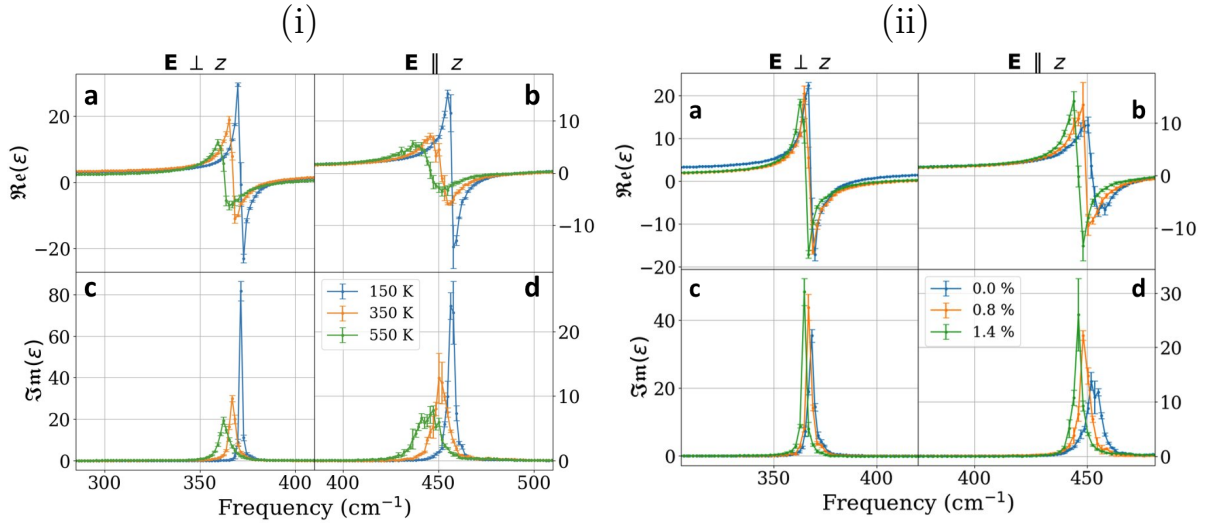 (i)
E ⊥ z
E ∥ z
a
b
20
0
−20
10
0
−10
ℜe(ε)
c
d
150 K
350 K
550 K
80
60
40
20
0
20
10
0
ℑm(ε)
300 350 400
400 450 500
Frequency (cm⁻¹)
(ii)
E ⊥ z
E ∥ z
a
b
20
10
0
−10
−20
10
0
−10
ℜe(ε)
c
d
0.0 %
0.8 %
1.4 %
40
20
0
30
20
10
0
ℑm(ε)
350 400
400 450
Frequency (cm⁻¹)